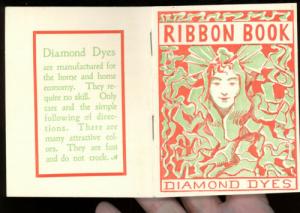 Diamond Dyes
are manufactured for
the home and home
economy. They re-
quire no skill. Only
care and the simple
following of direc-
tions. There are
many attractive col-
ors. They are fast
and do not crock.
RIBBON BOOK
DIAMOND DYES